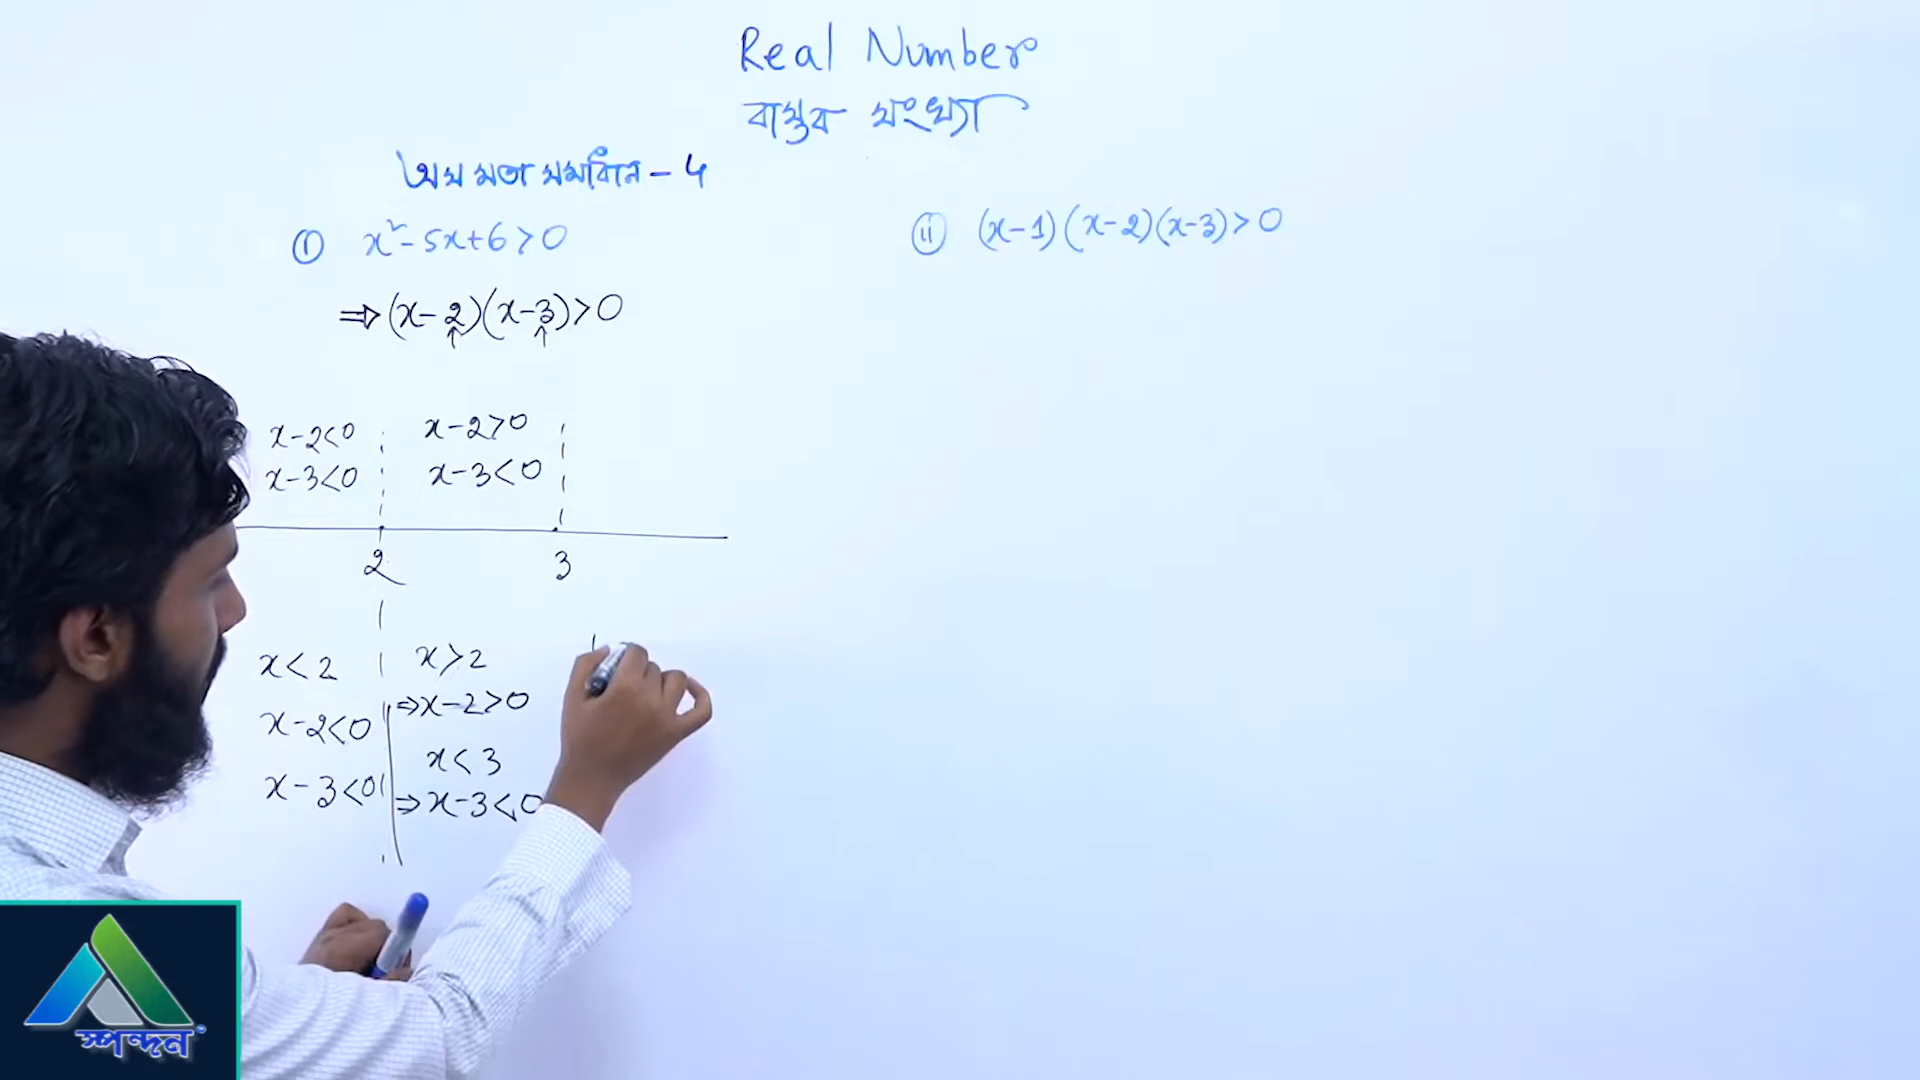 Real Number
বাস্তব সংখ্যা
অসমতা সমাধান - 4
(i) x² - 5x + 6 > 0
⇒ (x - 2)(x - 3) > 0
x - 2 < 0
x - 3 < 0
x - 2 > 0
x - 3 < 0
2
3
x < 2
x - 2 < 0
x - 3 < 0
x > 2
⇒ x - 2 > 0
x < 3
⇒ x - 3 < 0
(ii) (x - 1)(x - 2)(x - 3) > 0
স্পন্দন